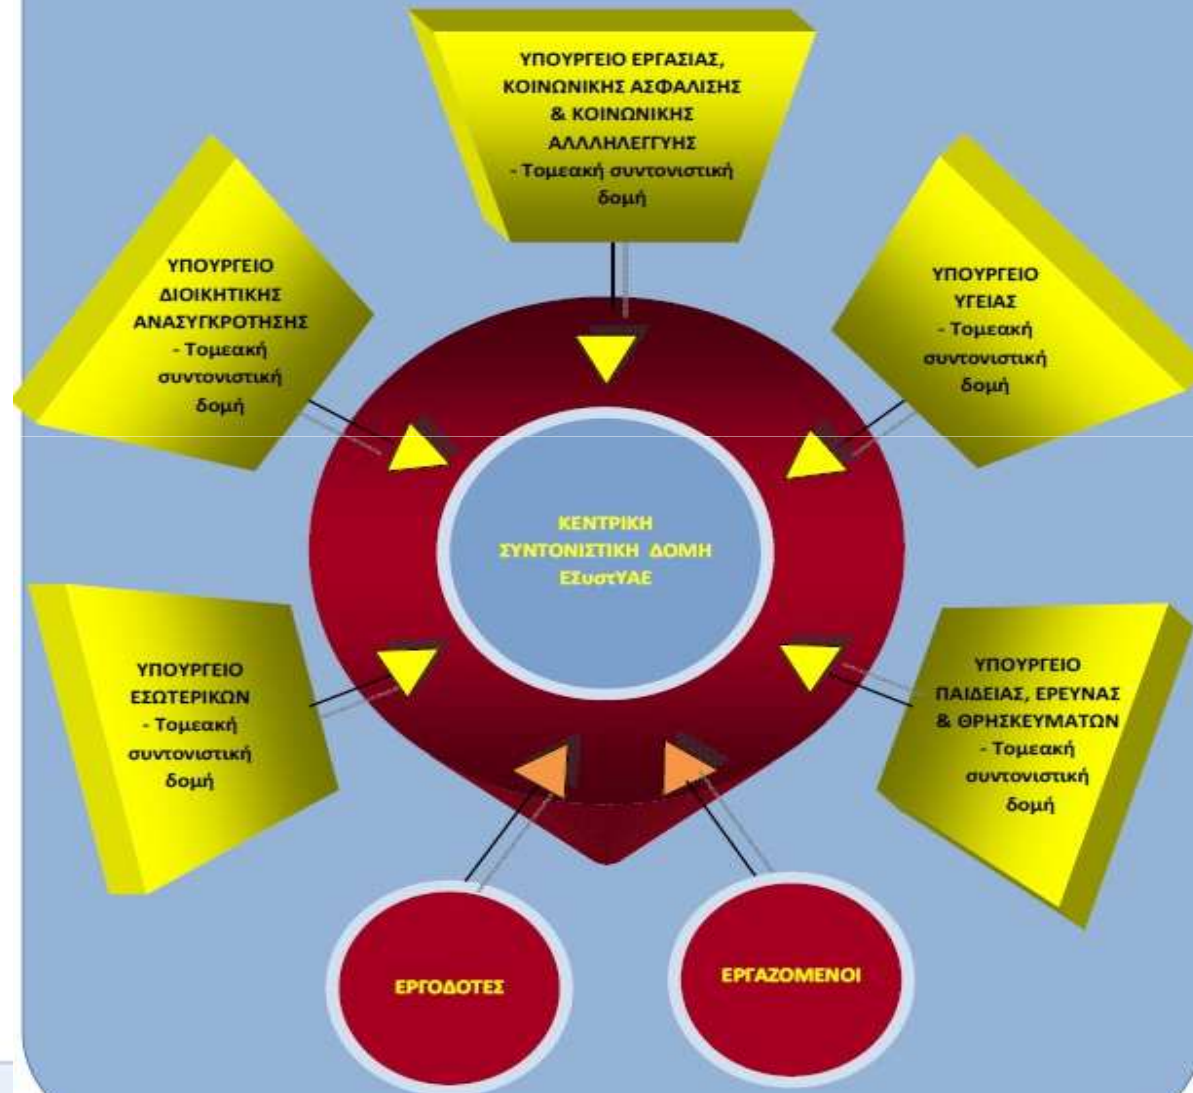 ΥΠΟΥΡΓΕΙΟ ΕΡΓΑΣΙΑΣ,
ΚΟΙΝΩΝΙΚΗΣ ΑΣΦΑΛΙΣΗΣ
& ΚΟΙΝΩΝΙΚΗΣ
ΑΛΛΛΗΛΕΓΓΥΗΣ
- Τομεακή συντονιστική
δομή
ΥΠΟΥΡΓΕΙΟ
ΔΙΟΙΚΗΤΙΚΗΣ
ΑΝΑΣΥΓΚΡΟΤΗΣΗΣ
- Τομεακή
συντονιστική
δομή
ΥΠΟΥΡΓΕΙΟ
ΥΓΕΙΑΣ
- Τομεακή
συντονιστική
δομή
ΚΕΝΤΡΙΚΗ
ΣΥΝΤΟΝΙΣΤΙΚΗ ΔΟΜΗ
ΕΣυστΥΑΕ
ΥΠΟΥΡΓΕΙΟ
ΕΣΩΤΕΡΙΚΩΝ
- Τομεακή
συντονιστική
δομή
ΥΠΟΥΡΓΕΙΟ
ΠΑΙΔΕΙΑΣ, ΕΡΕΥΝΑΣ
& ΘΡΗΣΚΕΥΜΑΤΩΝ
- Τομεακή
συντονιστική
δομή
ΕΡΓΟΔΟΤΕΣ
ΕΡΓΑΖΟΜΕΝΟΙ